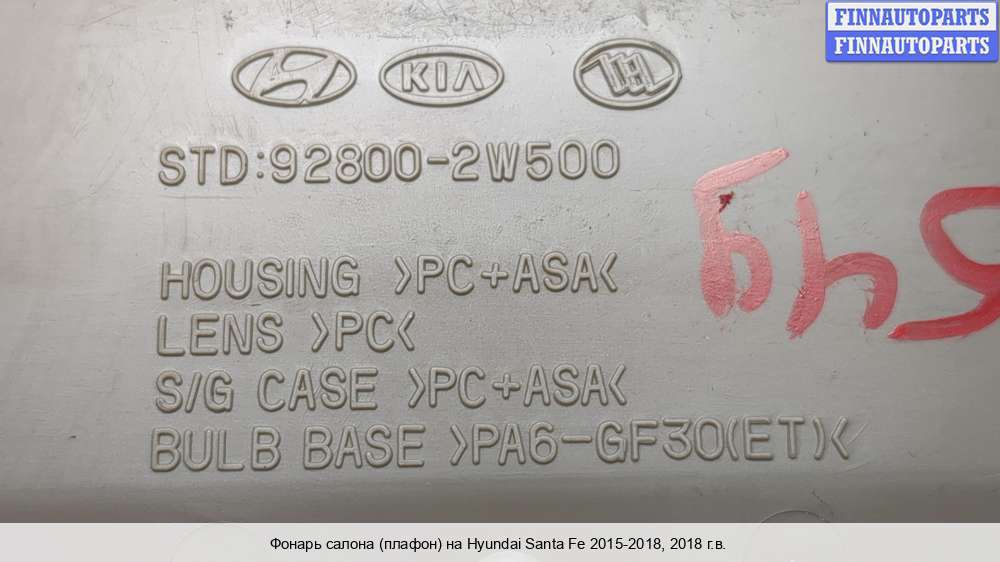 FINNAUTOPARTS
FINNAUTOPARTS
KIA
STD:92800-2W500
HOUSING >PC+ASA<
LENS >PC<
S/G CASE >PC+ASA<
BULB BASE >PA6-GF30(ET)<
Фонарь салона (плафон) на Hyundai Santa Fe 2015-2018, 2018 г.в.